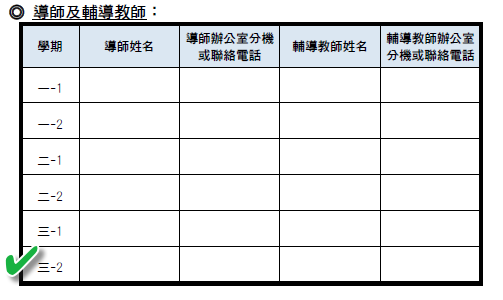 ◎ 導師及輔導教師：
學期 導師姓名 導師辦公室分機或聯絡電話 輔導教師姓名 輔導教師辦公室分機或聯絡電話
一-1
一-2
二-1
二-2
三-1
三-2